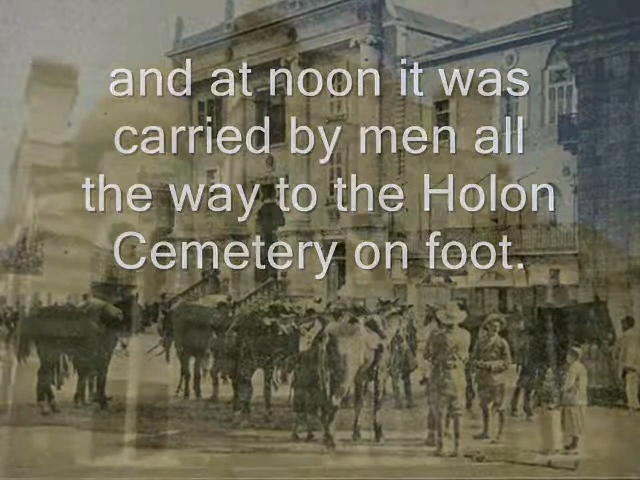 and at noon it was
carried by men all
the way to the Holon
Cemetery on foot.